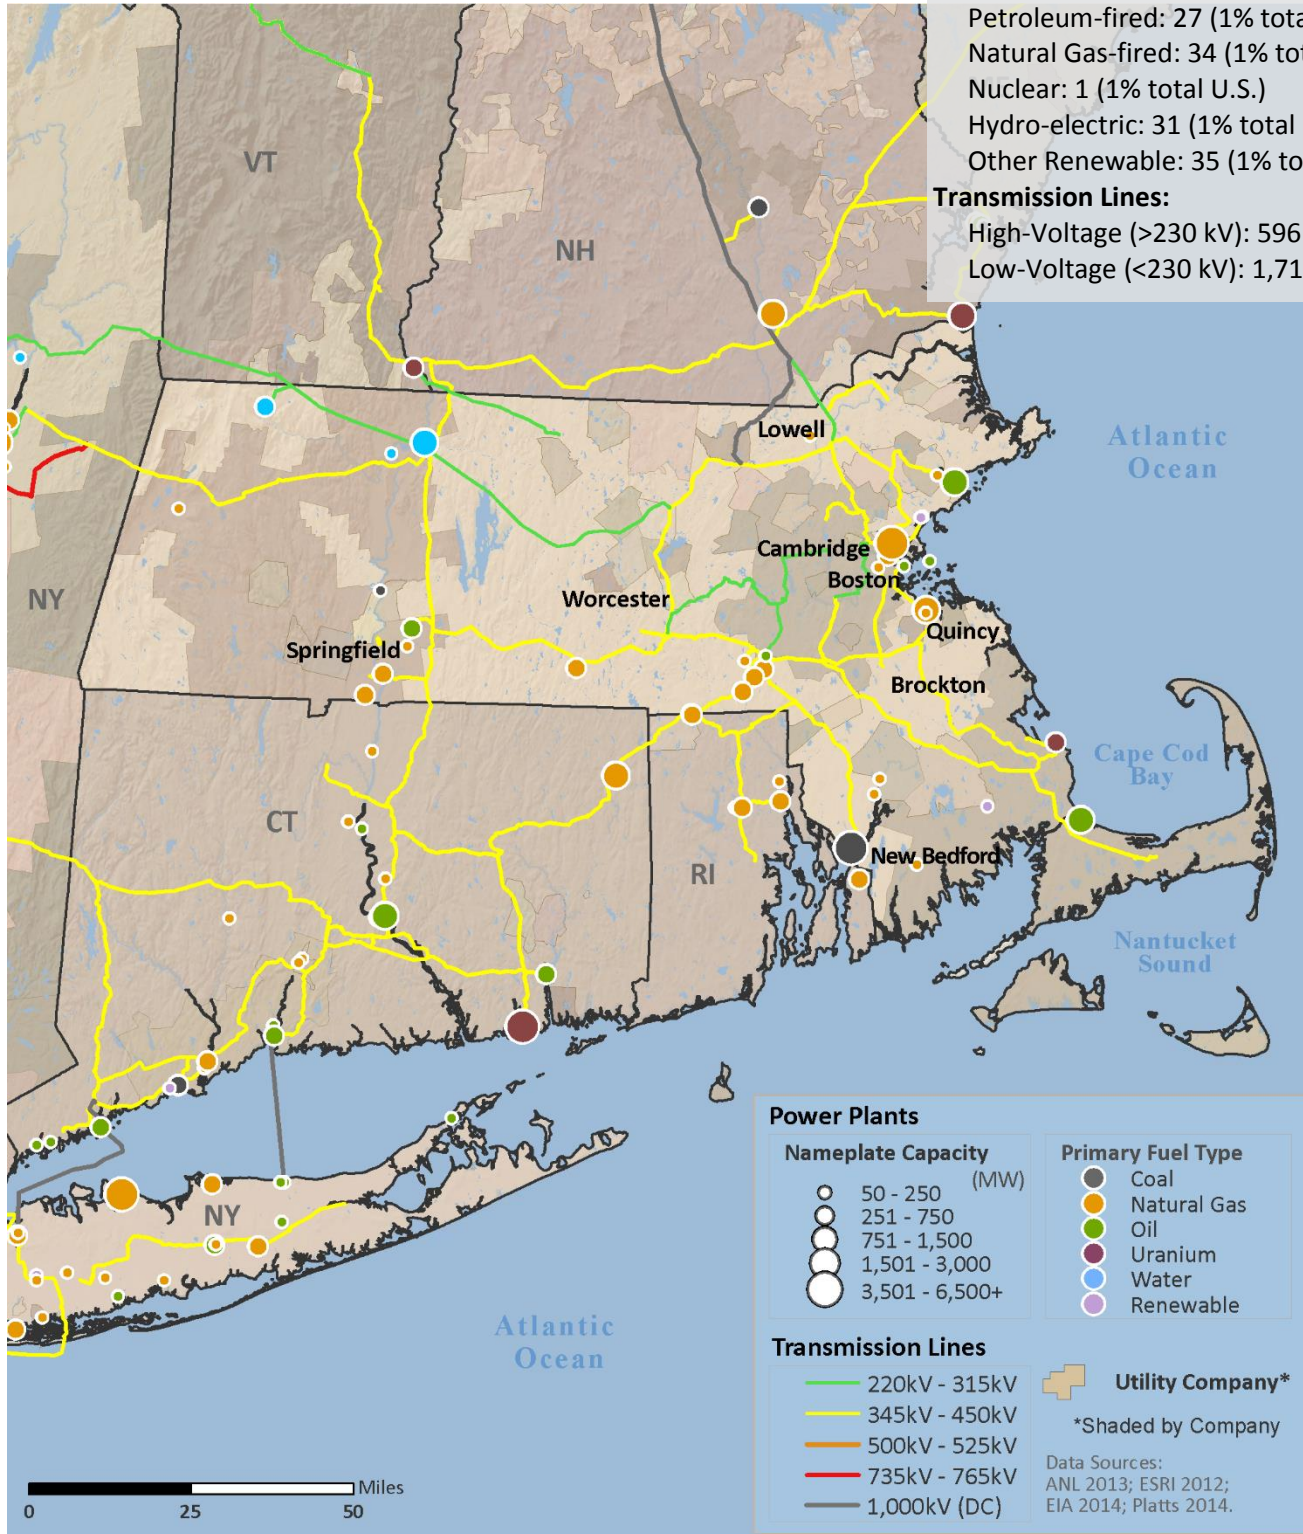 Petroleum-fired: 27 (1% tota
Natural Gas-fired: 34 (1% tot
Nuclear: 1 (1% total U.S.)
Hydro-electric: 31 (1% total
Other Renewable: 35 (1% to
Transmission Lines:
High-Voltage (>230 kV): 596
Low-Voltage (<230 kV): 1,71
VT
NH
Lowell
Atlantic
Ocean
Cambridge
Boston
NY
Worcester
Quincy
Springfield
Brockton
Cape Cod
Bay
CT
RI
New Bedford
Nantucket
Sound
NY
Atlantic
Ocean
Power Plants
Nameplate Capacity
(MW)
50 - 250
251 - 750
751 - 1,500
1,501 - 3,000
3,501 - 6,500+
Primary Fuel Type
Coal
Natural Gas
Oil
Uranium
Water
Renewable
Transmission Lines
220kV - 315kV
345kV - 450kV
500kV - 525kV
735kV - 765kV
1,000kV (DC)
Utility Company*
*Shaded by Company
Data Sources:
ANL 2013; ESRI 2012;
EIA 2014; Platts 2014.
Miles
0 25 50